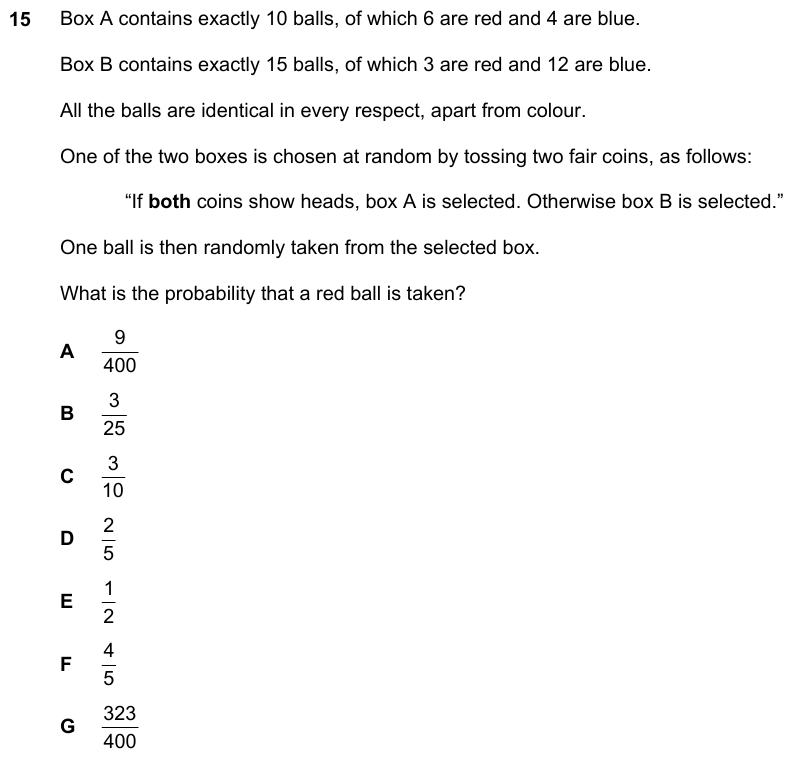 15 Box A contains exactly 10 balls, of which 6 are red and 4 are blue.
Box B contains exactly 15 balls, of which 3 are red and 12 are blue.
All the balls are identical in every respect, apart from colour.
One of the two boxes is chosen at random by tossing two fair coins, as follows:
“If both coins show heads, box A is selected. Otherwise box B is selected.”
One ball is then randomly taken from the selected box.
What is the probability that a red ball is taken?
A 9/400
B 3/25
C 3/10
D 2/5
E 1/2
F 4/5
G 323/400